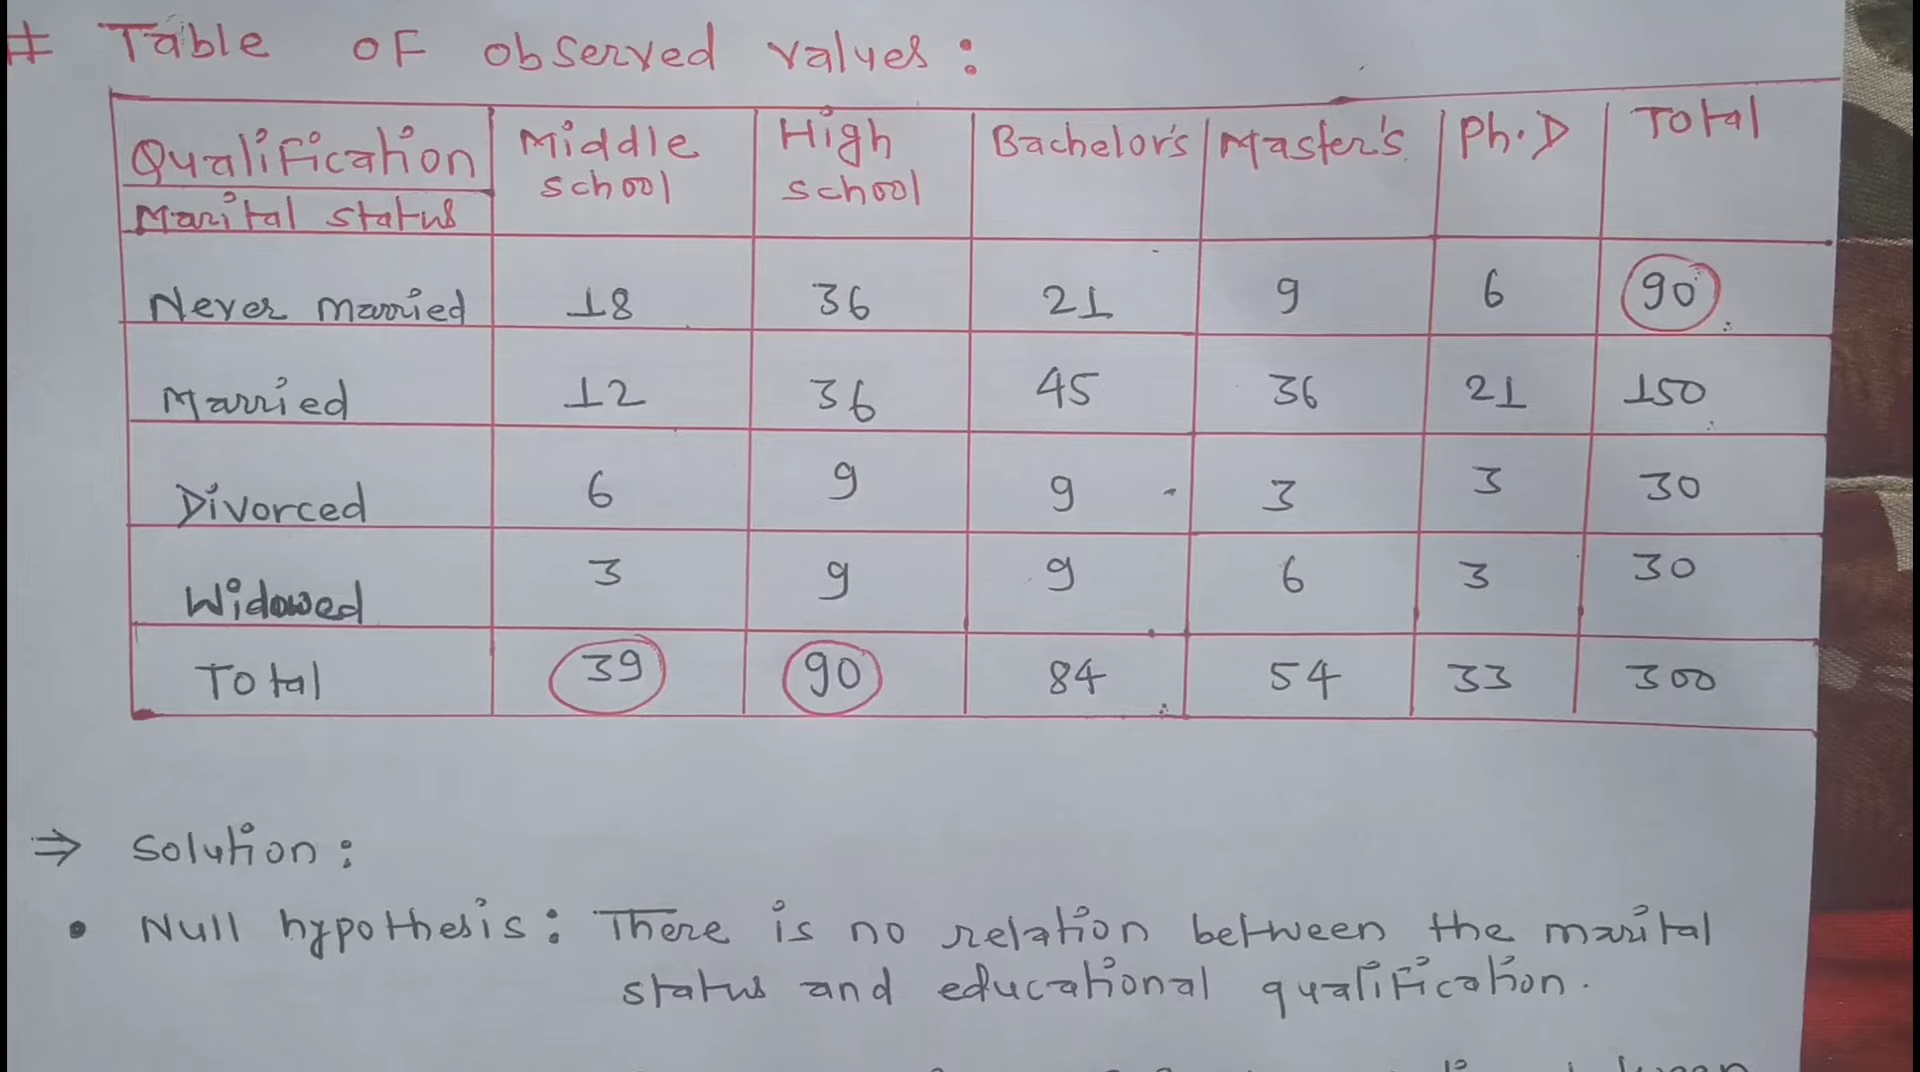 # Table of observed values :
Qualification Middle school High school Bachelor's Master's Ph.D Total
Marital status
Never married 18 36 21 9 6 90
Married 12 36 45 36 21 150
Divorced 6 9 9 3 3 30
Widowed 3 9 9 6 3 30
Total 39 90 84 54 33 300
⇒ Solution :
• Null hypothesis : There is no relation between the marital
status and educational qualification.